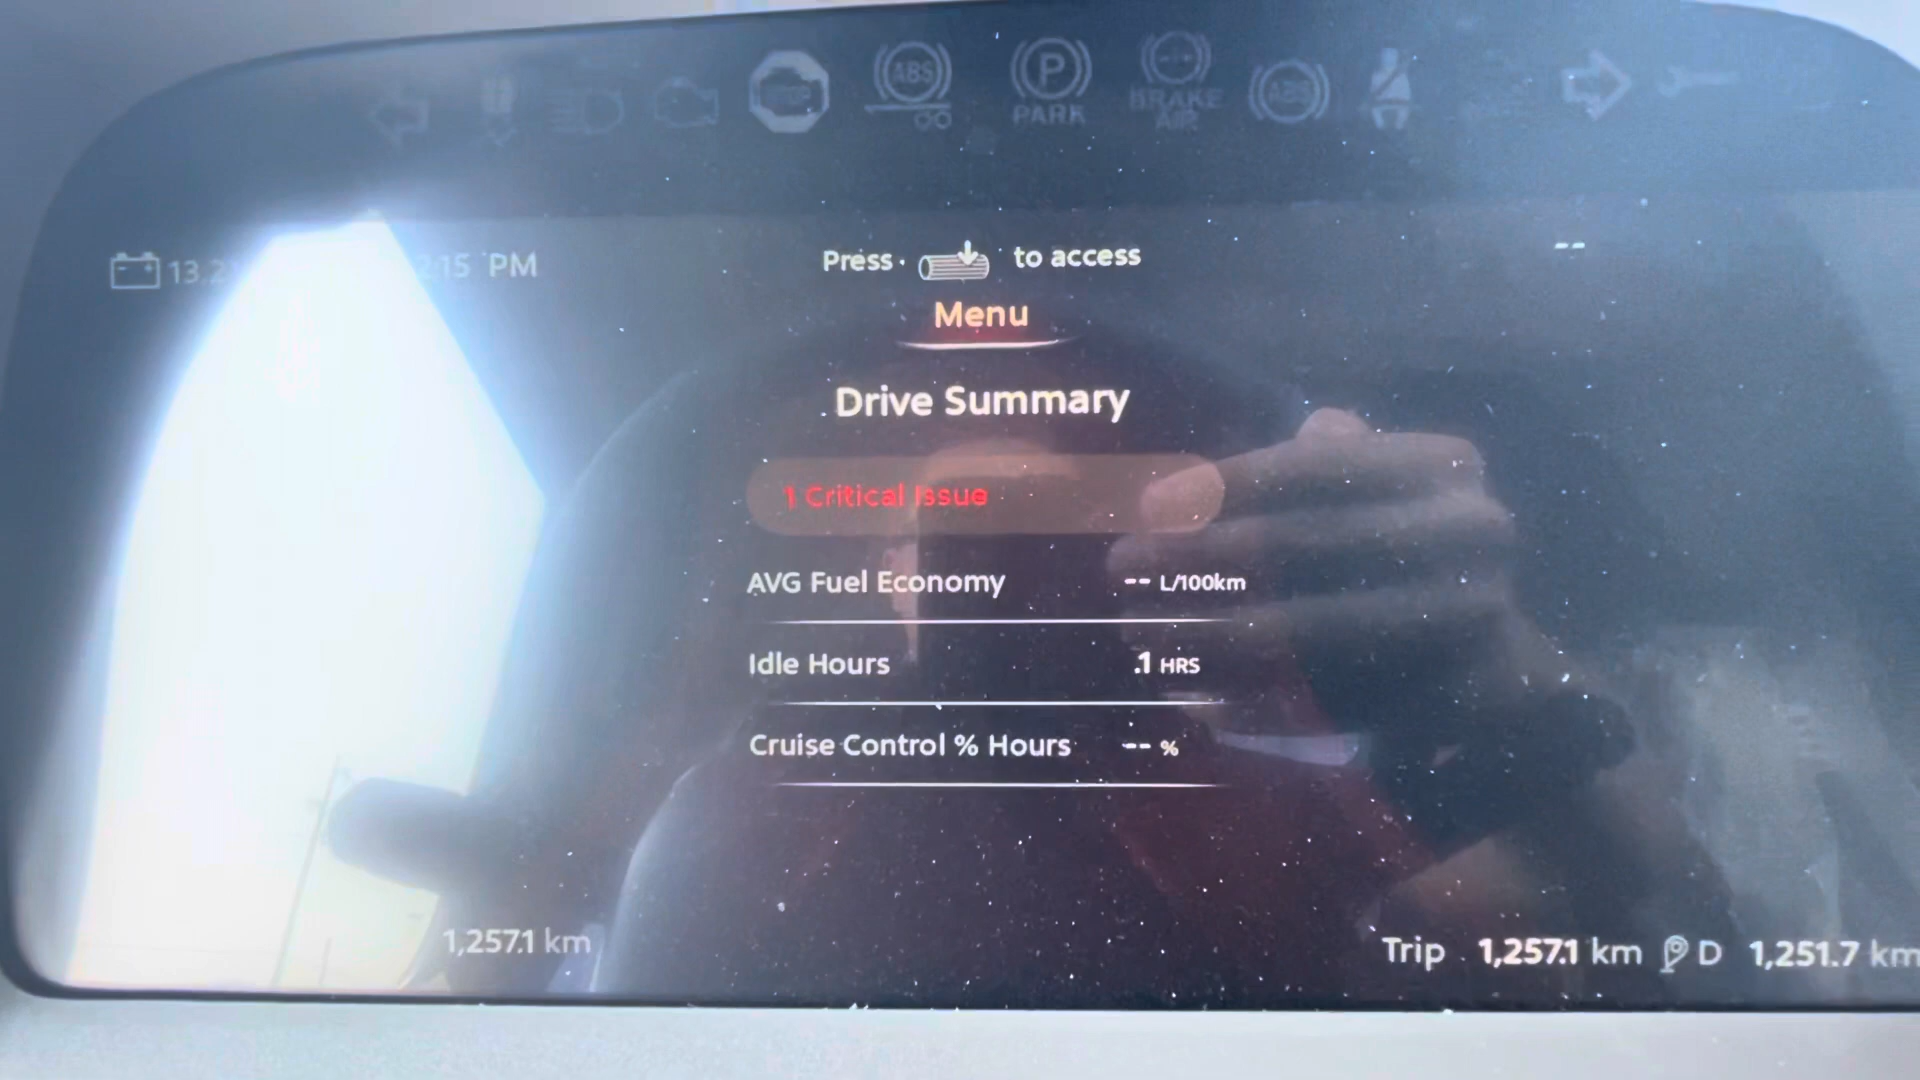 ABS
P
PARK
BRAKE
AIR
ABS
13.2
2:15 PM
Press to access
--
Menu
Drive Summary
1 Critical Issue
AVG Fuel Economy -- L/100km
Idle Hours .1 HRS
Cruise Control % Hours -- %
1,257.1 km
Trip 1,257.1 km D 1,251.7 km